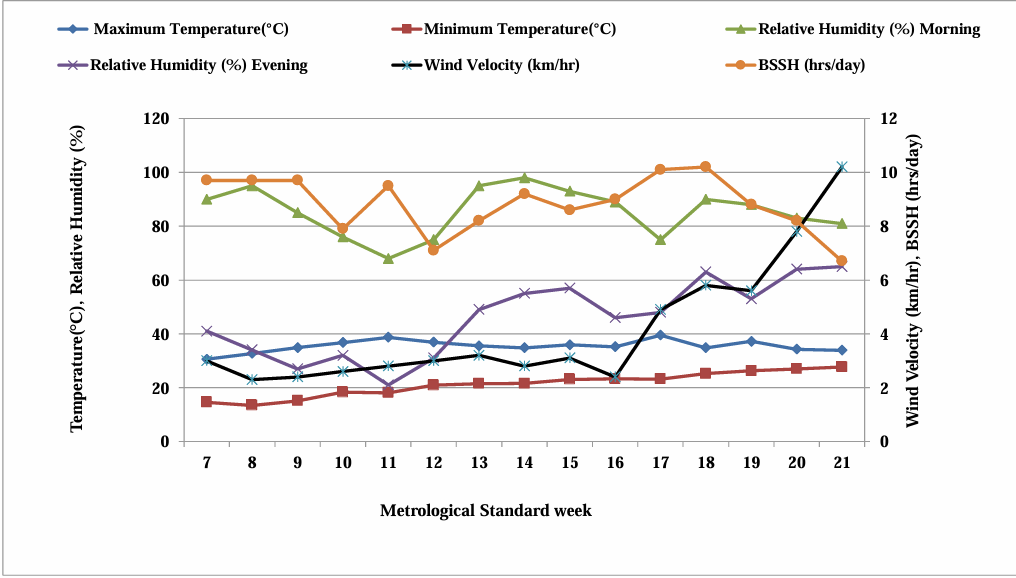 Maximum Temperature(°C) Minimum Temperature(°C) Relative Humidity (%) Morning
Relative Humidity (%) Evening Wind Velocity (km/hr) BSSH (hrs/day)
Temperature(°C), Relative Humidity (%)
120
100
80
60
40
20
0
12
10
8
6
4
2
0
Wind Velocity (km/hr), BSSH (hrs/day)
7 8 9 10 11 12 13 14 15 16 17 18 19 20 21
Metrological Standard week